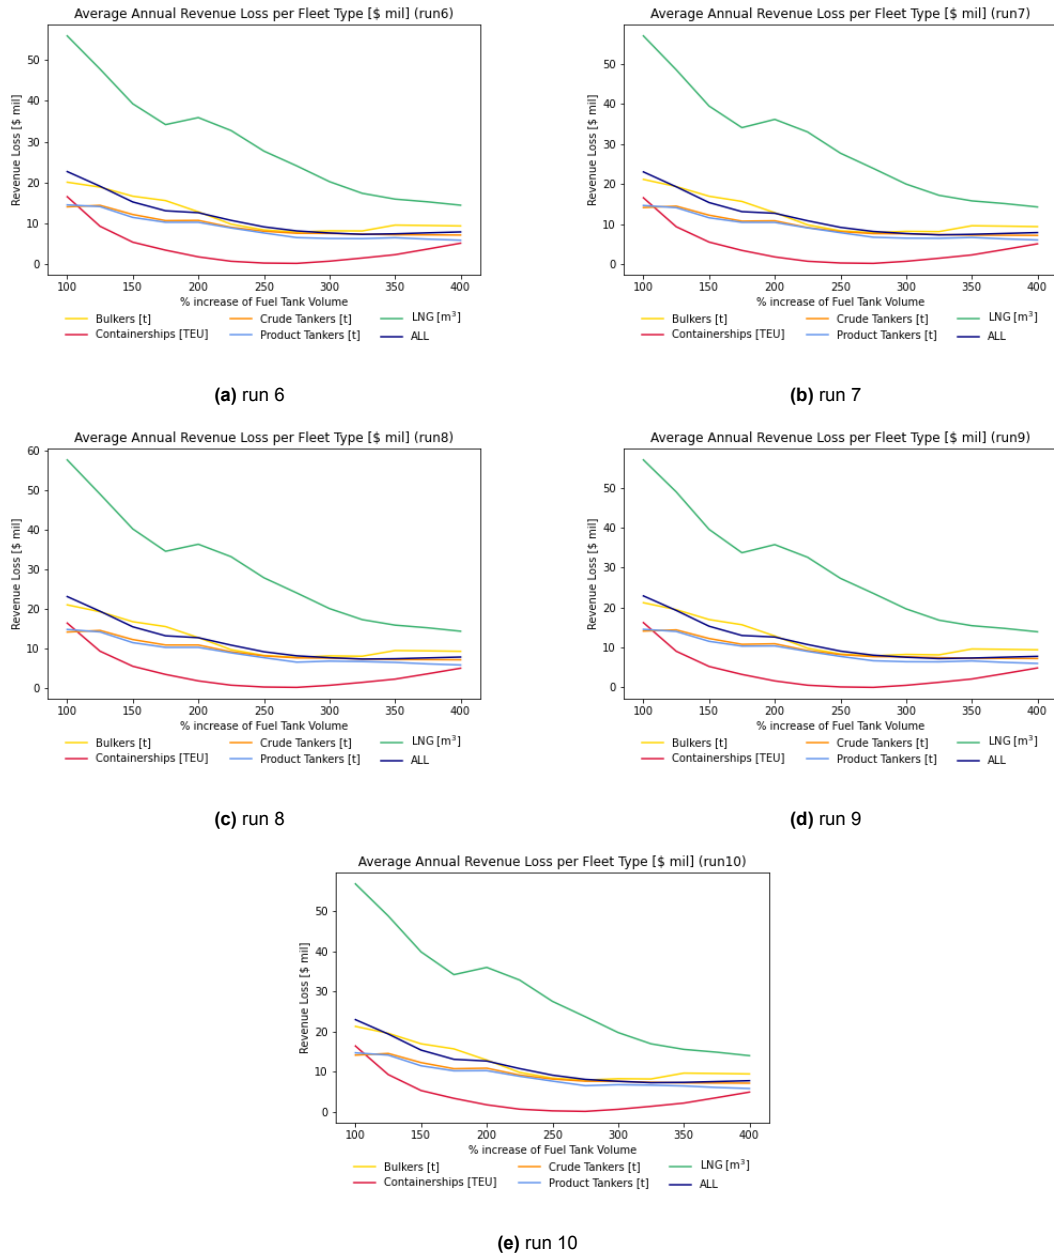 Average Annual Revenue Loss per Fleet Type [$ mil] (run6)
Revenue Loss [$ mil]
50
40
30
20
10
0
100 150 200 250 300 350 400
% increase of Fuel Tank Volume
Bulkers [t] Crude Tankers [t] LNG [m³]
Containerships [TEU] Product Tankers [t] ALL
(a) run 6
Average Annual Revenue Loss per Fleet Type [$ mil] (run7)
Revenue Loss [$ mil]
50
40
30
20
10
0
100 150 200 250 300 350 400
% increase of Fuel Tank Volume
Bulkers [t] Crude Tankers [t] LNG [m³]
Containerships [TEU] Product Tankers [t] ALL
(b) run 7
Average Annual Revenue Loss per Fleet Type [$ mil] (run8)
Revenue Loss [$ mil]
60
50
40
30
20
10
0
100 150 200 250 300 350 400
% increase of Fuel Tank Volume
Bulkers [t] Crude Tankers [t] LNG [m³]
Containerships [TEU] Product Tankers [t] ALL
(c) run 8
Average Annual Revenue Loss per Fleet Type [$ mil] (run9)
Revenue Loss [$ mil]
50
40
30
20
10
0
100 150 200 250 300 350 400
% increase of Fuel Tank Volume
Bulkers [t] Crude Tankers [t] LNG [m³]
Containerships [TEU] Product Tankers [t] ALL
(d) run 9
Average Annual Revenue Loss per Fleet Type [$ mil] (run10)
Revenue Loss [$ mil]
50
40
30
20
10
0
100 150 200 250 300 350 400
% increase of Fuel Tank Volume
Bulkers [t] Crude Tankers [t] LNG [m³]
Containerships [TEU] Product Tankers [t] ALL
(e) run 10